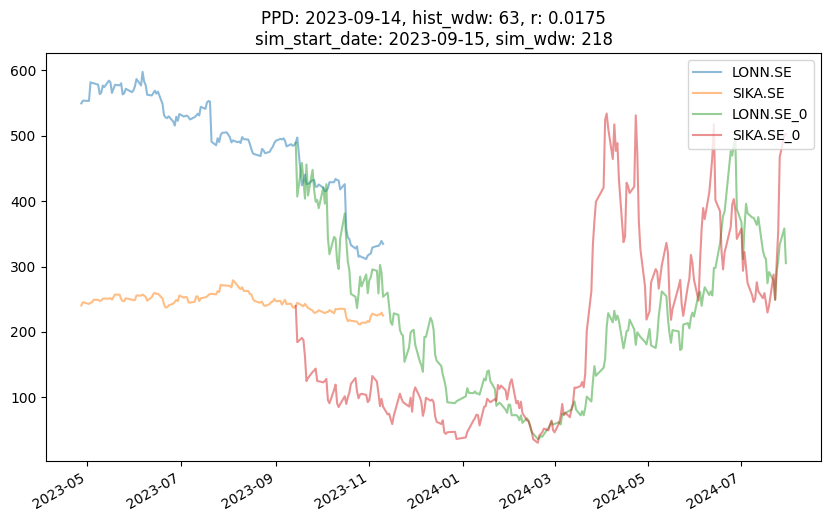 PPD: 2023-09-14, hist_wdw: 63, r: 0.0175
sim_start_date: 2023-09-15, sim_wdw: 218
LONN.SE
SIKA.SE
LONN.SE_0
SIKA.SE_0
600
500
400
300
200
100
2023-05
2023-07
2023-09
2023-11
2024-01
2024-03
2024-05
2024-07